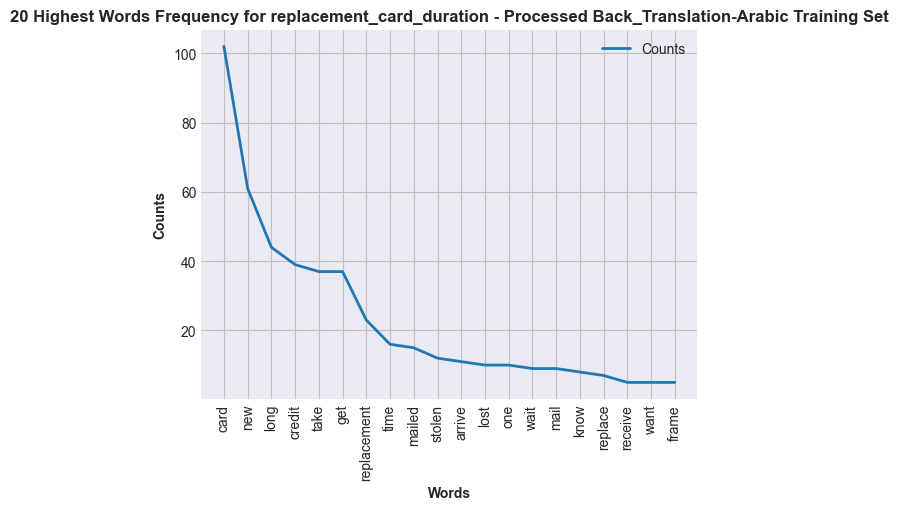 20 Highest Words Frequency for replacement_card_duration - Processed Back_Translation-Arabic Training Set
Counts
100
80
60
40
20
Counts
card
new
long
credit
take
get
replacement
time
mailed
stolen
arrive
lost
one
wait
mail
know
replace
receive
want
frame
Words